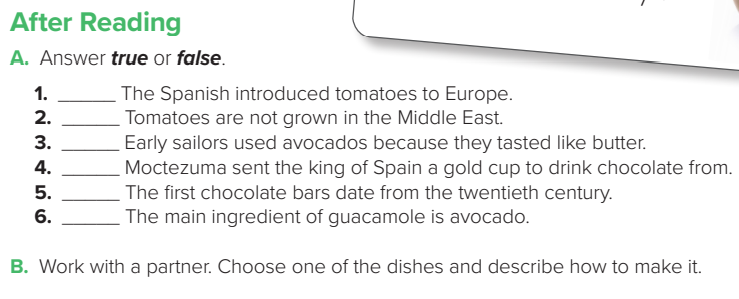 After Reading
A. Answer true or false.
1. ______ The Spanish introduced tomatoes to Europe.
2. ______ Tomatoes are not grown in the Middle East.
3. ______ Early sailors used avocados because they tasted like butter.
4. ______ Moctezuma sent the king of Spain a gold cup to drink chocolate from.
5. ______ The first chocolate bars date from the twentieth century.
6. ______ The main ingredient of guacamole is avocado.
B. Work with a partner. Choose one of the dishes and describe how to make it.